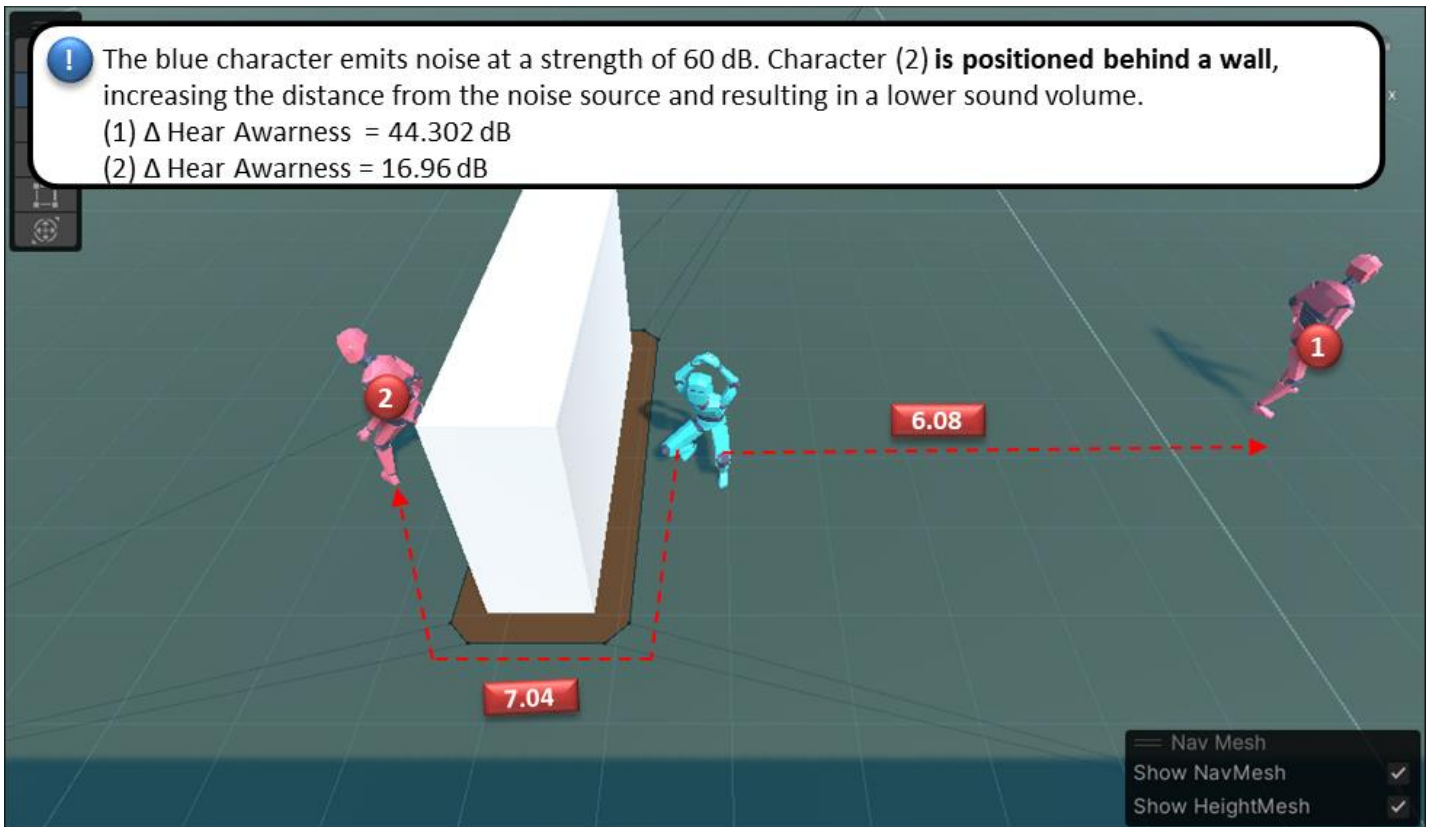 ! The blue character emits noise at a strength of 60 dB. Character (2) is positioned behind a wall,
increasing the distance from the noise source and resulting in a lower sound volume.
(1) Δ Hear Awarness = 44.302 dB
(2) Δ Hear Awarness = 16.96 dB
x
1
2
6.08
7.04
Nav Mesh
Show NavMesh
Show HeightMesh